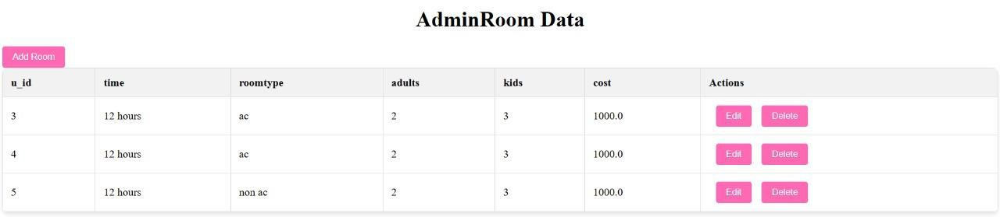 AdminRoom Data
Add Room
u_id time roomtype adults kids cost Actions
3 12 hours ac 2 3 1000.0 Edit Delete
4 12 hours ac 2 3 1000.0 Edit Delete
5 12 hours non ac 2 3 1000.0 Edit Delete